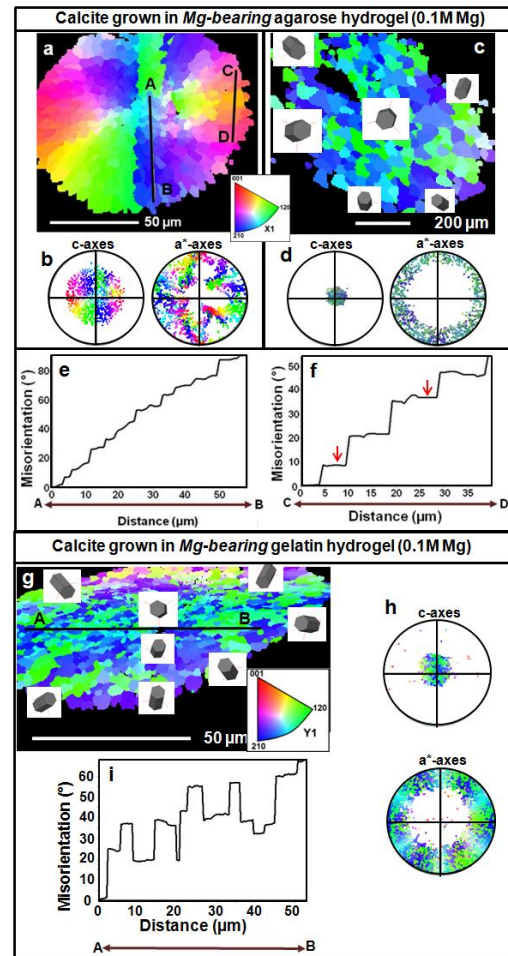 Calcite grown in Mg-bearing agarose hydrogel (0.1M Mg)
a
A
B
C
D
50 µm
001
120
210
X1
c
200 µm
b
c-axes
a*-axes
d
c-axes
a*-axes
e
Misorientation (°)
80
60
40
20
0
0 10 20 30 40 50
A B
Distance (µm)
f
Misorientation (°)
50
40
30
20
10
0
0 5 10 15 20 25 30 35
C D
Distance (µm)
Calcite grown in Mg-bearing gelatin hydrogel (0.1M Mg)
g
A B
50 µm
001
120
210
Y1
h
c-axes
a*-axes
i
Misorientation (°)
60
50
40
30
20
10
0
0 10 20 30 40 50
Distance (µm)
A B